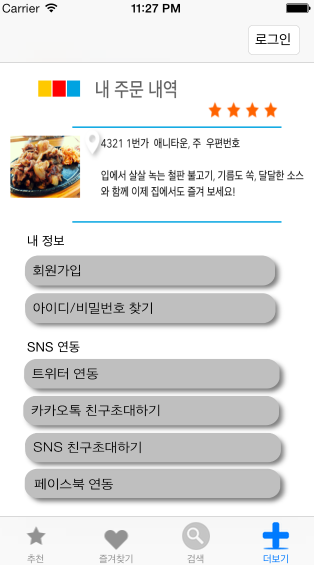 Carrier 11:27 PM
로그인
내 주문 내역
4321 1번가 애니타운, 주 우편번호
입에서 살살 녹는 철판 불고기, 기름도 쏙, 달달한 소스
와 함께 이제 집에서도 즐겨 보세요!
내 정보
회원가입
아이디/비밀번호 찾기
SNS 연동
트위터 연동
카카오톡 친구초대하기
SNS 친구초대하기
페이스북 연동
추천 즐겨찾기 검색 더보기